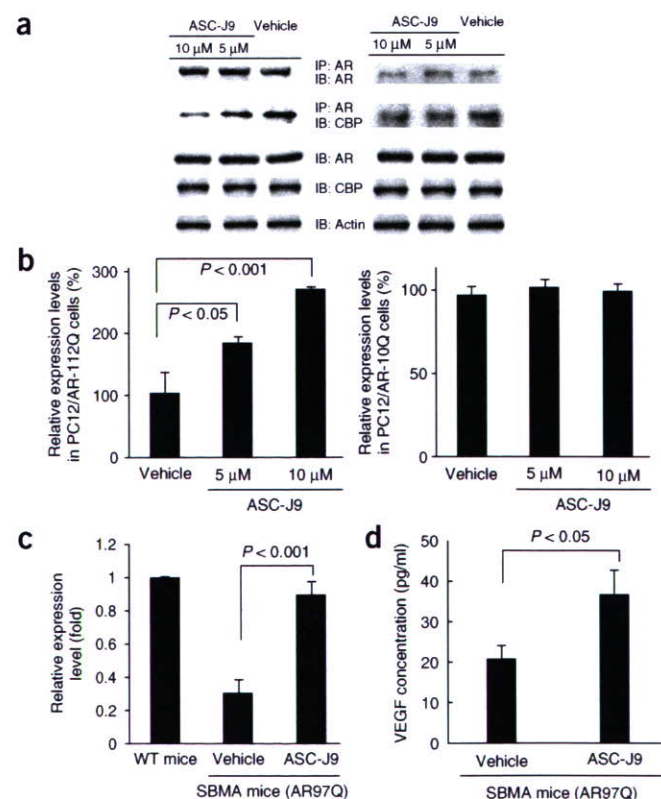 a
ASC-J9 Vehicle
10 µM 5 µM
ASC-J9 Vehicle
10 µM 5 µM
IP: AR
IB: AR
IP: AR
IB: CBP
IB: AR
IB: CBP
IB: Actin
b
Relative expression levels
in PC12/AR-112Q cells (%)
300
200
100
0
P < 0.001
P < 0.05
Vehicle 5 µM 10 µM
ASC-J9
Relative expression levels
in PC12/AR-10Q cells (%)
100
50
0
Vehicle 5 µM 10 µM
ASC-J9
c
Relative expression
level (fold)
1.2
1
0.8
0.6
0.4
0.2
0
P < 0.001
WT mice Vehicle ASC-J9
SBMA mice (AR97Q)
d
VEGF concentration (pg/ml)
50
40
30
20
10
0
P < 0.05
Vehicle ASC-J9
SBMA mice (AR97Q)